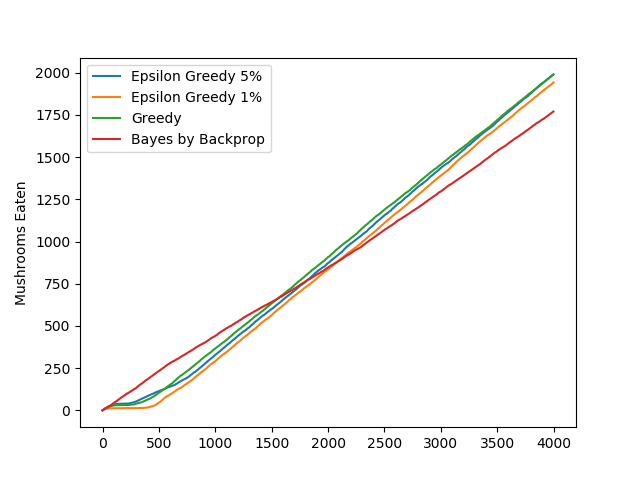 Epsilon Greedy 5%
Epsilon Greedy 1%
Greedy
Bayes by Backprop
Mushrooms Eaten
2000
1750
1500
1250
1000
750
500
250
0
0 500 1000 1500 2000 2500 3000 3500 4000